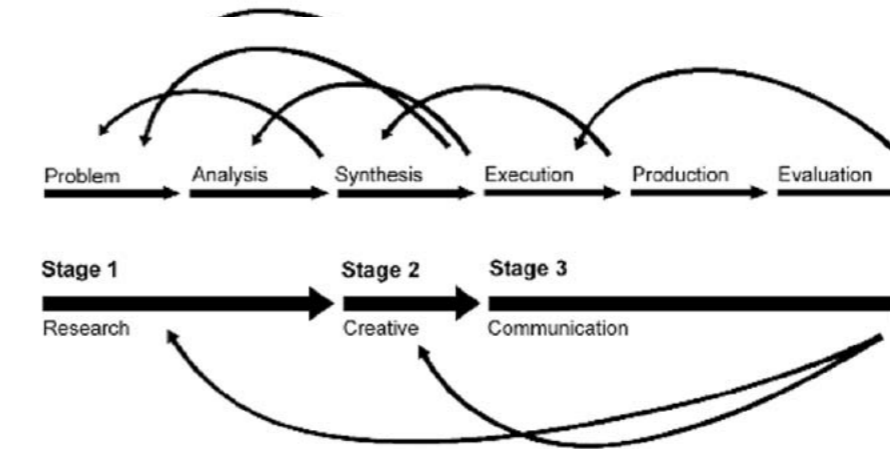 Problem Analysis Synthesis Execution Production Evaluation
Stage 1 Stage 2 Stage 3
Research Creative Communication